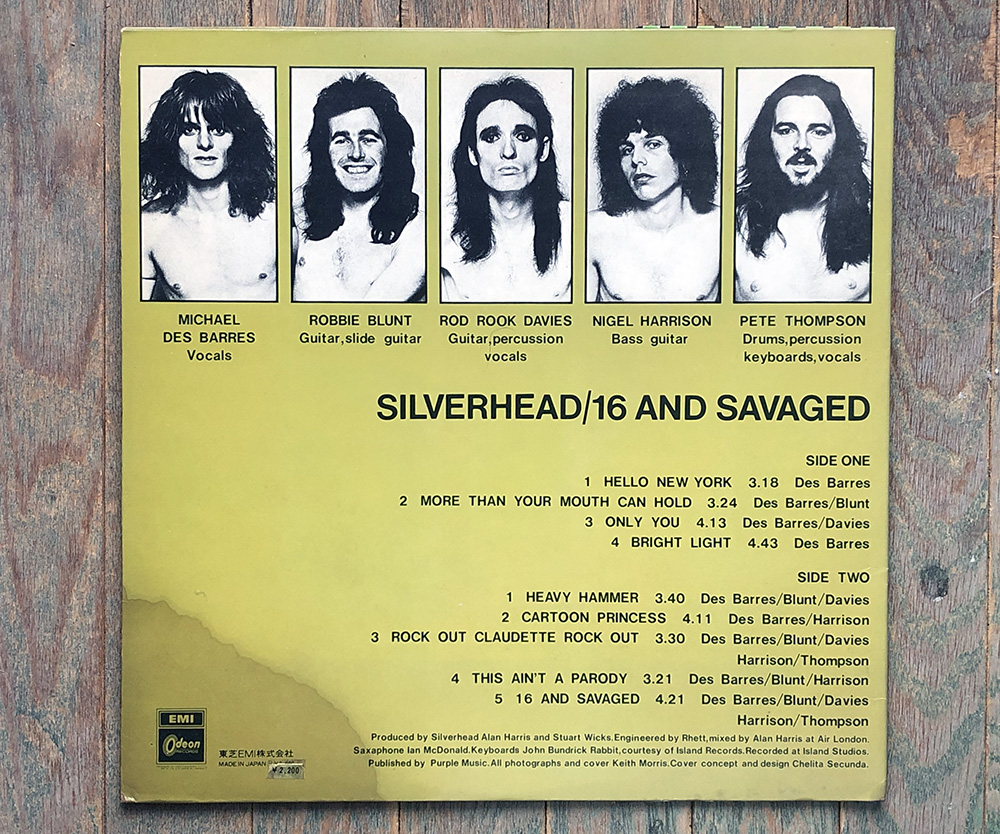 MICHAEL
DES BARRES
Vocals
ROBBIE BLUNT
Guitar,slide guitar
ROD ROOK DAVIES
Guitar,percussion
vocals
NIGEL HARRISON
Bass guitar
PETE THOMPSON
Drums,percussion
keyboards,vocals
SILVERHEAD/16 AND SAVAGED
SIDE ONE
1 HELLO NEW YORK 3.18 Des Barres
2 MORE THAN YOUR MOUTH CAN HOLD 3.24 Des Barres/Blunt
3 ONLY YOU 4.13 Des Barres/Davies
4 BRIGHT LIGHT 4.43 Des Barres
SIDE TWO
1 HEAVY HAMMER 3.40 Des Barres/Blunt/Davies
2 CARTOON PRINCESS 4.11 Des Barres/Harrison
3 ROCK OUT CLAUDETTE ROCK OUT 3.30 Des Barres/Blunt/Davies
Harrison/Thompson
4 THIS AIN'T A PARODY 3.21 Des Barres/Blunt/Harrison
5 16 AND SAVAGED 4.21 Des Barres/Blunt/Davies
Harrison/Thompson
Produced by Silverhead Alan Harris and Stuart Wicks.Engineered by Rhett,mixed by Alan Harris at Air London.
Saxaphone Ian McDonald.Keyboards John Bundrick Rabbit,courtesy of Island Records.Recorded at Island Studios.
Published by Purple Music.All photographs and cover Keith Morris.Cover concept and design Chelita Secunda.
EMI
Odeon
RECORDS
東芝EMI株式会社
MADE IN JAPAN
¥2,200